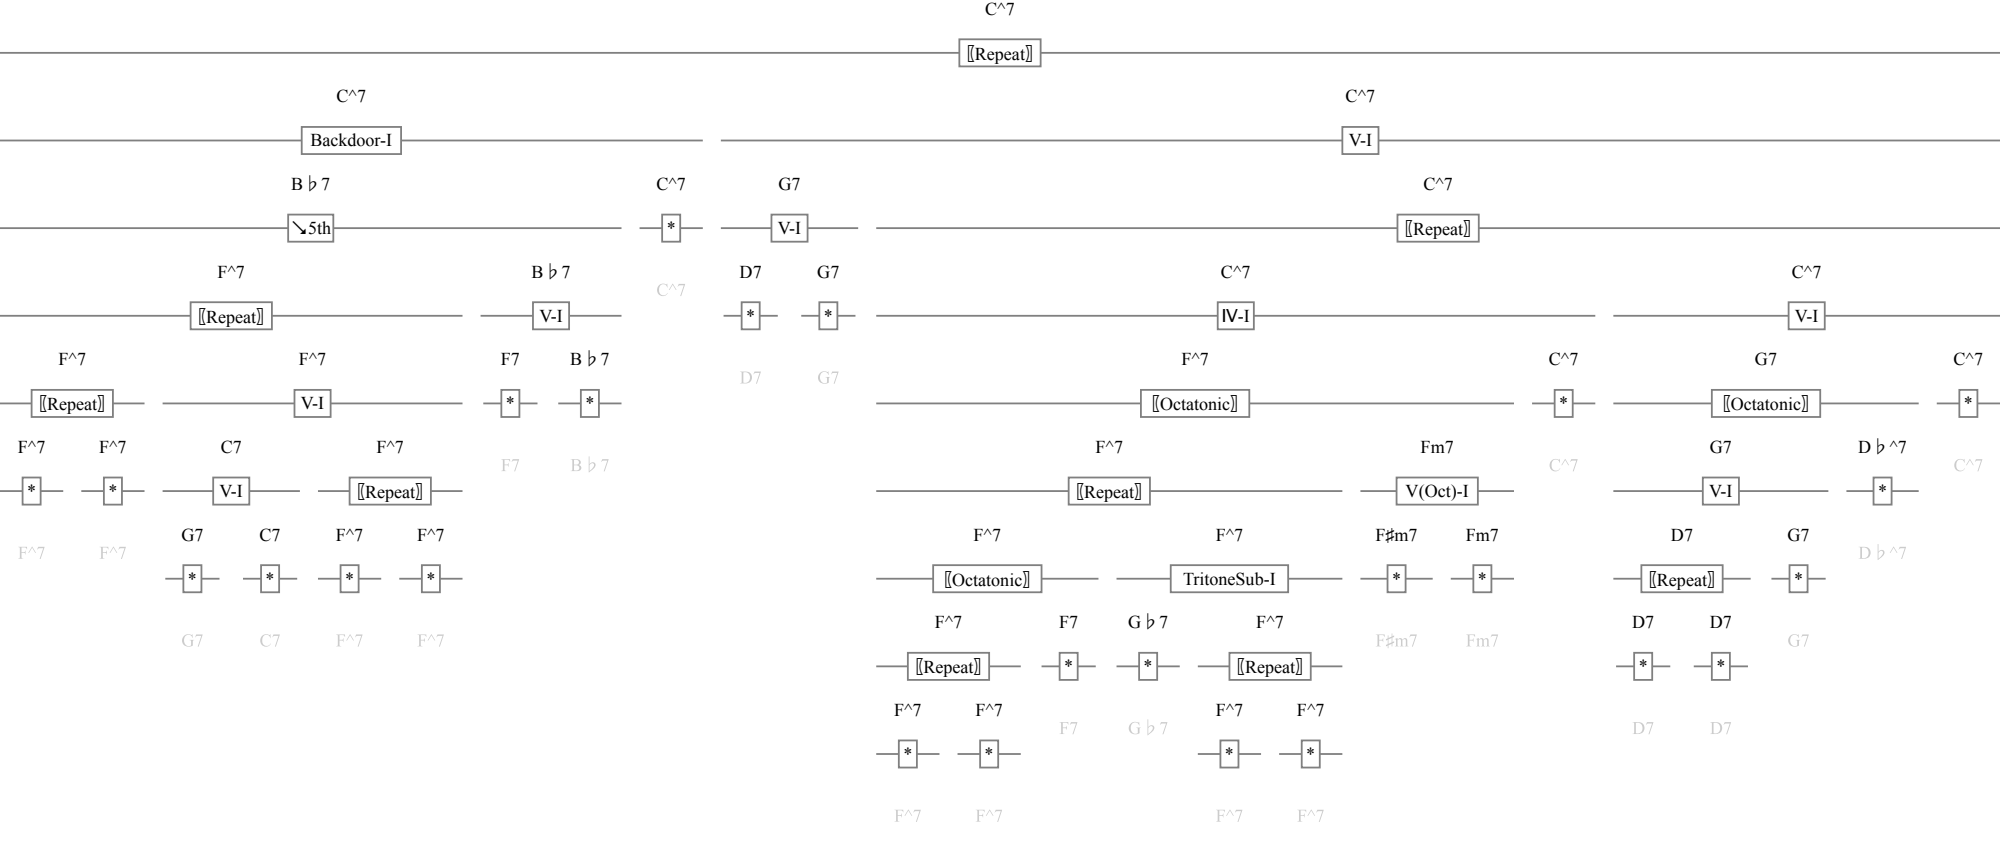 C^7
〚Repeat〛
C^7 C^7
Backdoor-I V-I
B♭7 C^7 G7 C^7
↘5th * V-I 〚Repeat〛
F^7 B♭7 D7 G7 C^7 C^7
C^7
〚Repeat〛 V-I * * Ⅳ-I V-I
F^7 F^7 F7 B♭7 F^7 C^7 G7 C^7
D7 G7
〚Repeat〛 V-I * * 〚Octatonic〛 * 〚Octatonic〛 *
F^7 F^7 C7 F^7 F^7 Fm7 G7 D♭^7
F7 B♭7 C^7 C^7
* * V-I 〚Repeat〛 〚Repeat〛 V(Oct)-I V-I *
G7 C7 F^7 F^7 F^7 F^7 F♯m7 Fm7 D7 G7
F^7 F^7 D♭^7
* * * * 〚Octatonic〛 TritoneSub-I * * 〚Repeat〛 *
F^7 F7 G♭7 F^7 D7 D7
G7 C7 F^7 F^7 F♯m7 Fm7 G7
〚Repeat〛 * * 〚Repeat〛 * *
F^7 F^7 F^7 F^7
F7 G♭7 D7 D7
* * * *
F^7 F^7 F^7 F^7